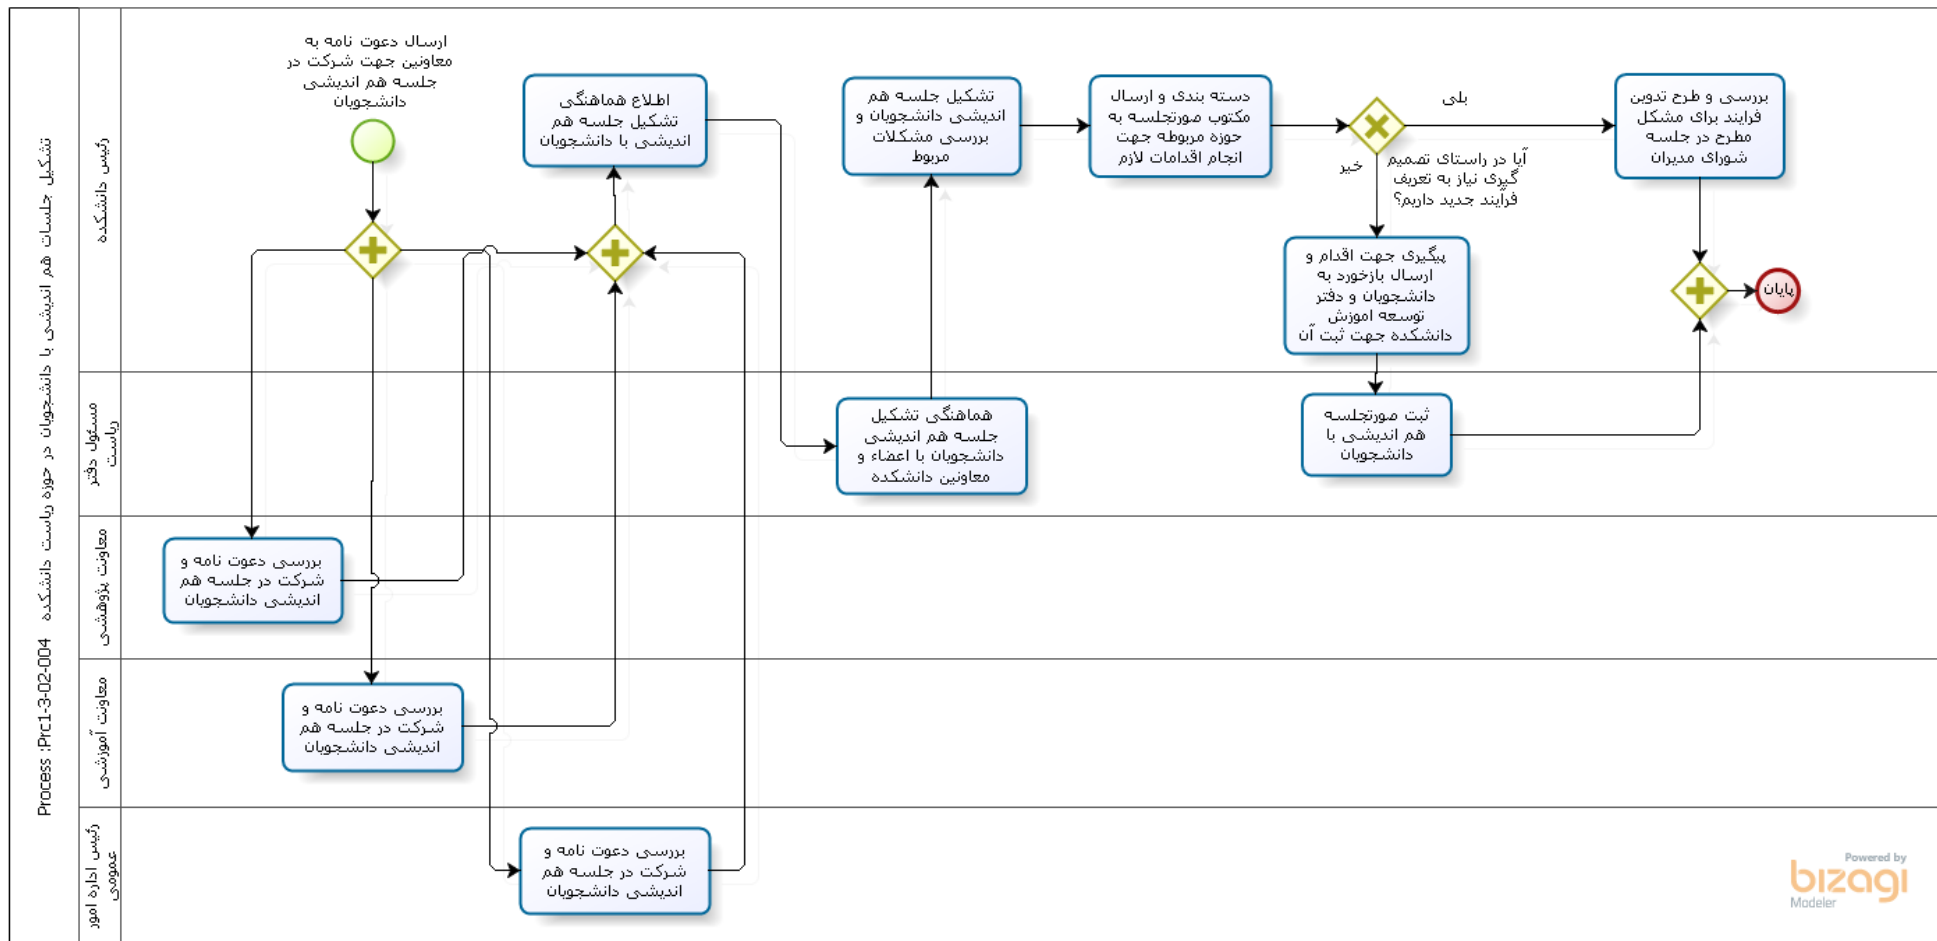 Process :Prc1-3-02-004 تشکیل جلسات هم اندیشی با دانشجویان در حوزه ریاست دانشکده
رئیس دانشکده
ارسال دعوت نامه به
معاونین جهت شرکت در
جلسه هم اندیشی
دانشجویان
اطلاع هماهنگی
تشکیل جلسه هم
اندیشی با دانشجویان
تشکیل جلسه هم
اندیشی دانشجویان و
بررسی مشکلات
مربوط
دسته بندی و ارسال
مکتوب صورتجلسه به
حوزه مربوطه جهت
انجام اقدامات لازم
بلی
خیر
آیا در راستای تصمیم
گیری نیاز به تعریف
فرآیند جدید داریم؟
بررسی و طرح تدوین
فرایند برای مشکل
مطرح در جلسه
شورای مدیران
پیگیری جهت اقدام و
ارسال بازخورد به
دانشجویان و دفتر
توسعه اموزش
دانشکده جهت ثبت آن
پایان
مسئول دفتر
ریاست
هماهنگی تشکیل
جلسه هم اندیشی
دانشجویان با اعضاء و
معاونین دانشکده
ثبت صورتجلسه
هم اندیشی با
دانشجویان
معاونت پژوهشی
بررسی دعوت نامه و
شرکت در جلسه هم
اندیشی دانشجویان
معاونت آموزشی
بررسی دعوت نامه و
شرکت در جلسه هم
اندیشی دانشجویان
رئیس اداره امور
عمومی
بررسی دعوت نامه و
شرکت در جلسه هم
اندیشی دانشجویان
Powered by
bizagi
Modeler